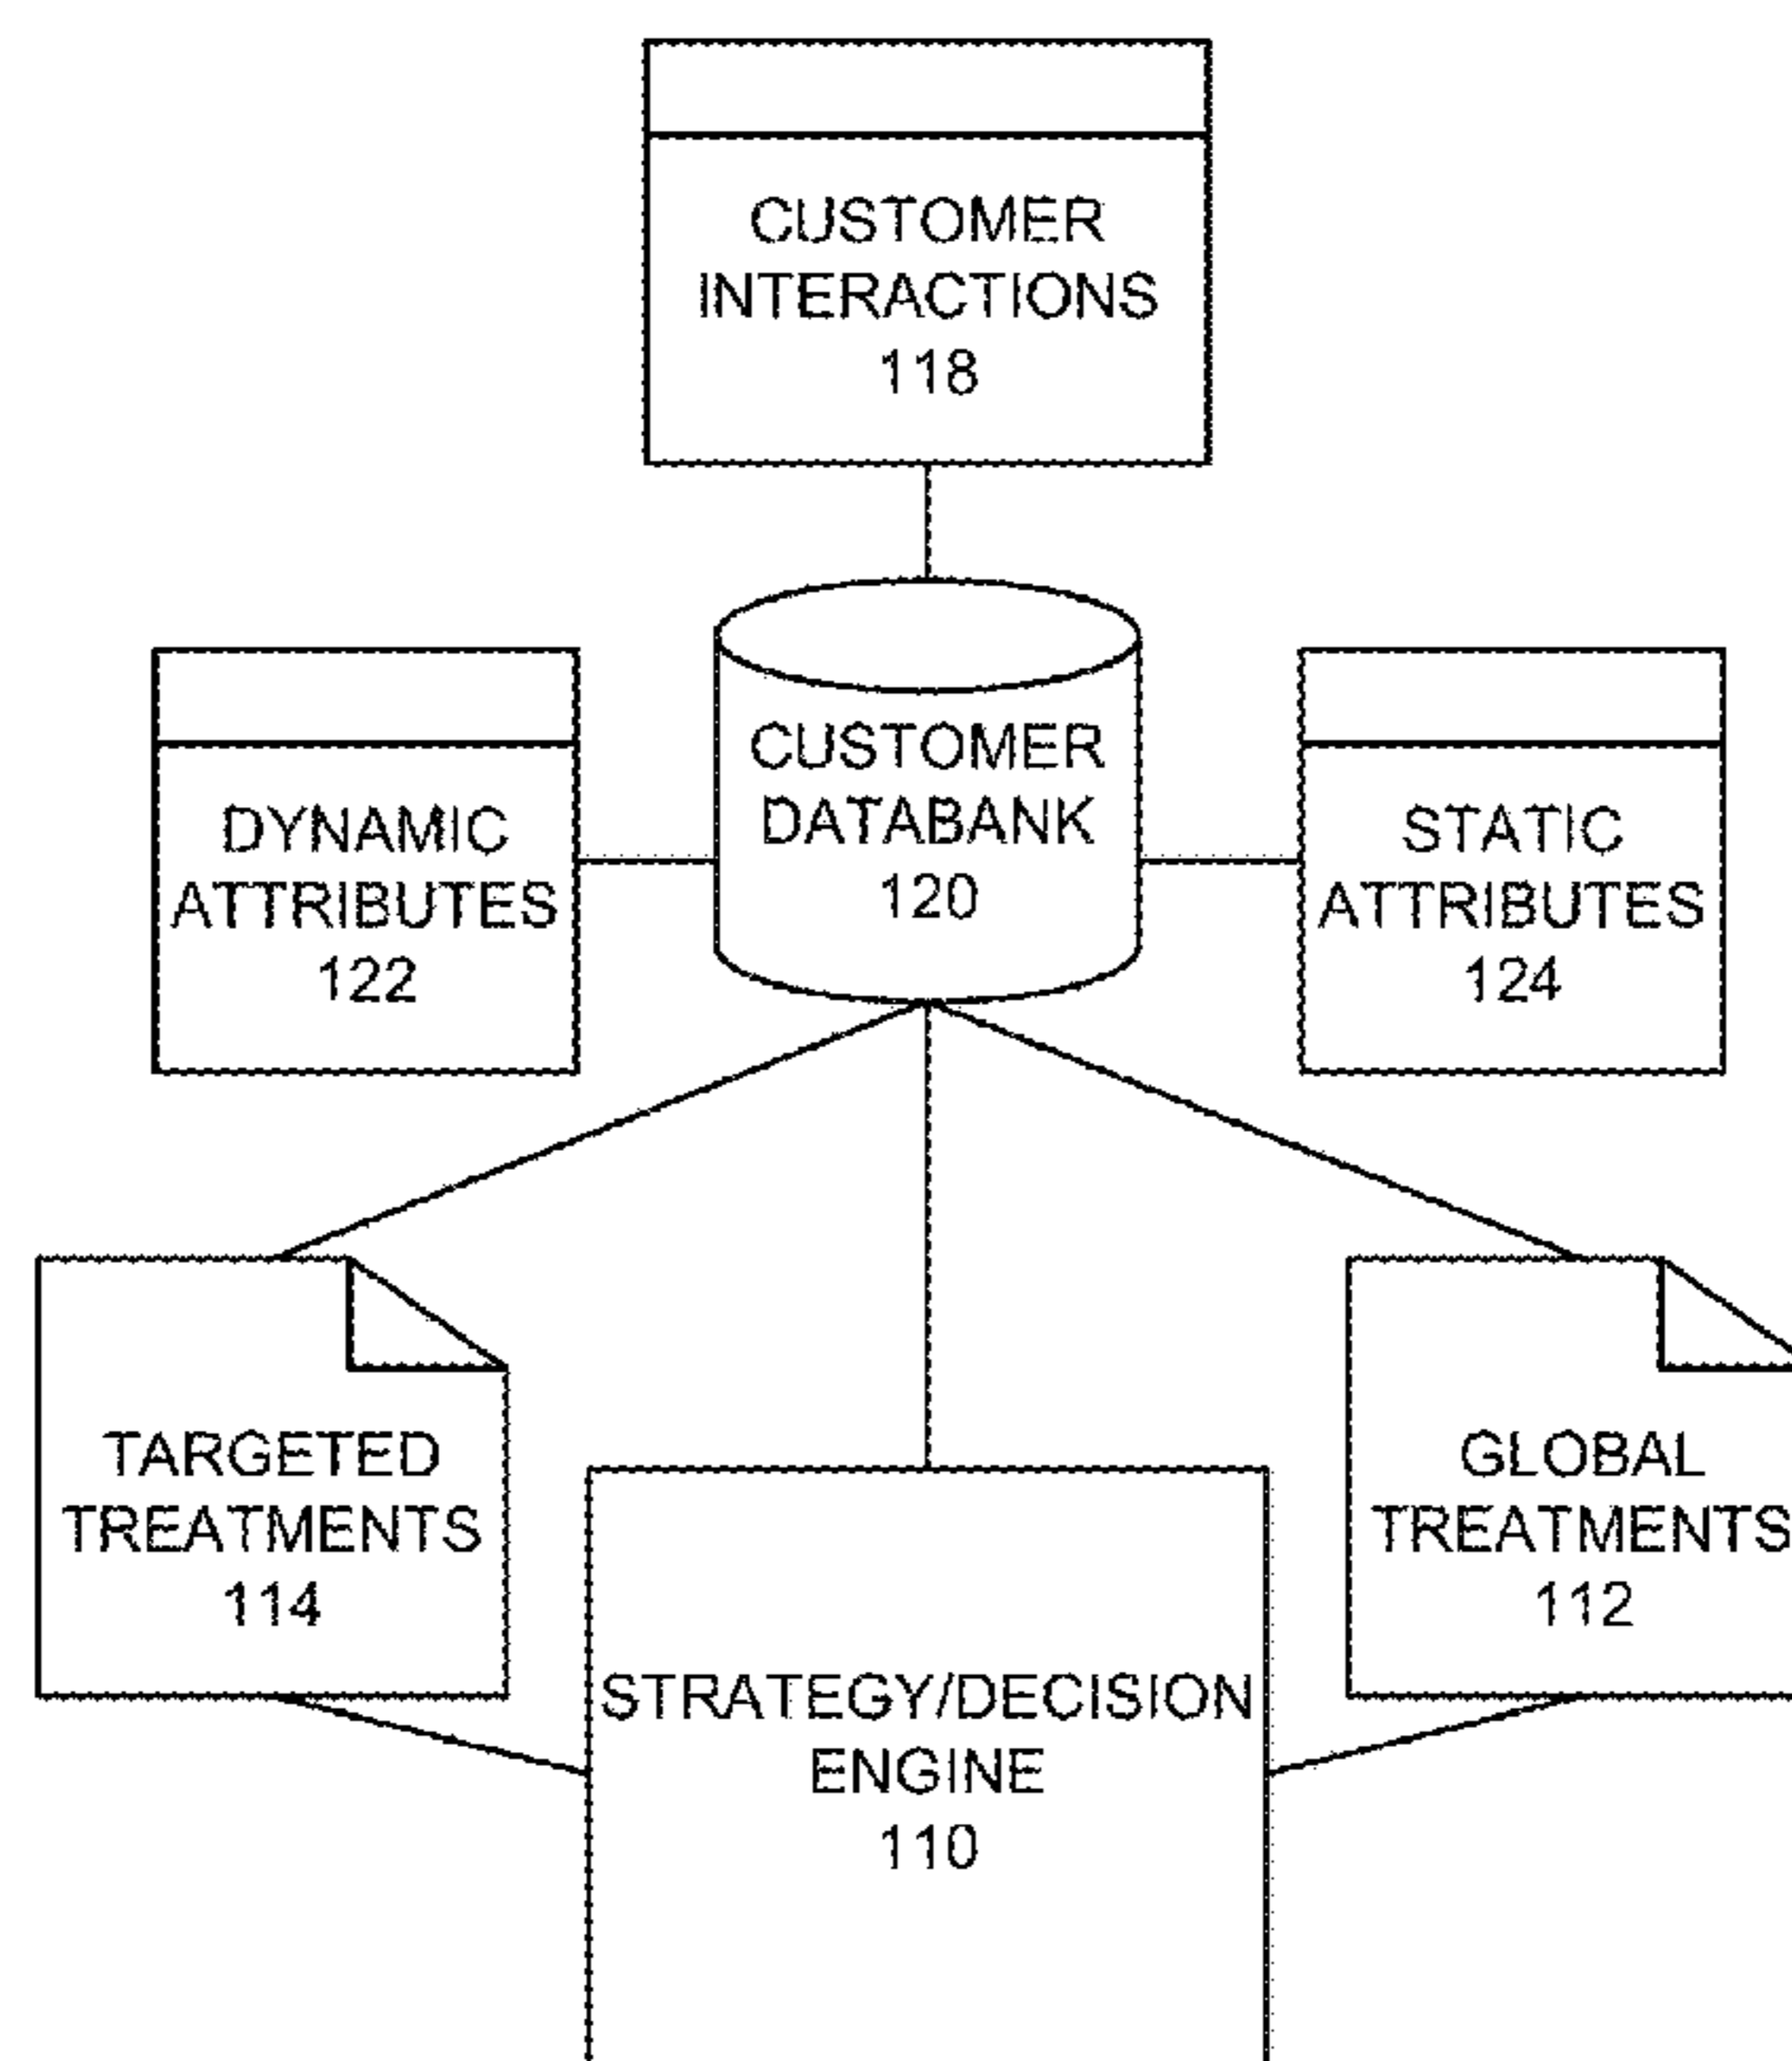 CUSTOMER
INTERACTIONS
118
CUSTOMER
DATABANK
120
DYNAMIC
ATTRIBUTES
122
STATIC
ATTRIBUTES
124
TARGETED
TREATMENTS
114
GLOBAL
TREATMENTS
112
STRATEGY/DECISION
ENGINE
110